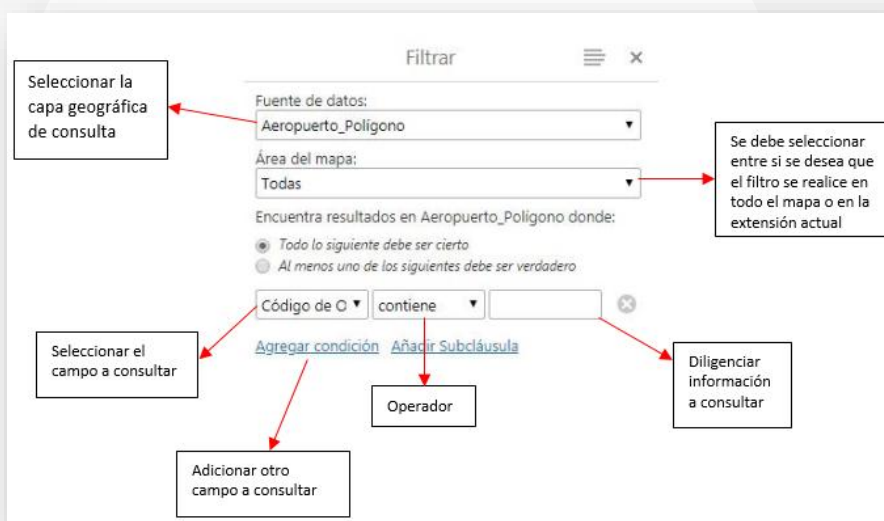 Filtrar
Seleccionar la
capa geográfica
de consulta
Fuente de datos:
Aeropuerto_Polígono
Área del mapa:
Todas
Se debe seleccionar
entre si se desea que
el filtro se realice en
todo el mapa o en la
extensión actual
Encuentra resultados en Aeropuerto_Polígono donde:
Todo lo siguiente debe ser cierto
Al menos uno de los siguientes debe ser verdadero
Código de O contiene
Agregar condición Añadir Subcláusula
Seleccionar el
campo a consultar
Operador
Diligenciar
información
a consultar
Adicionar otro
campo a consultar